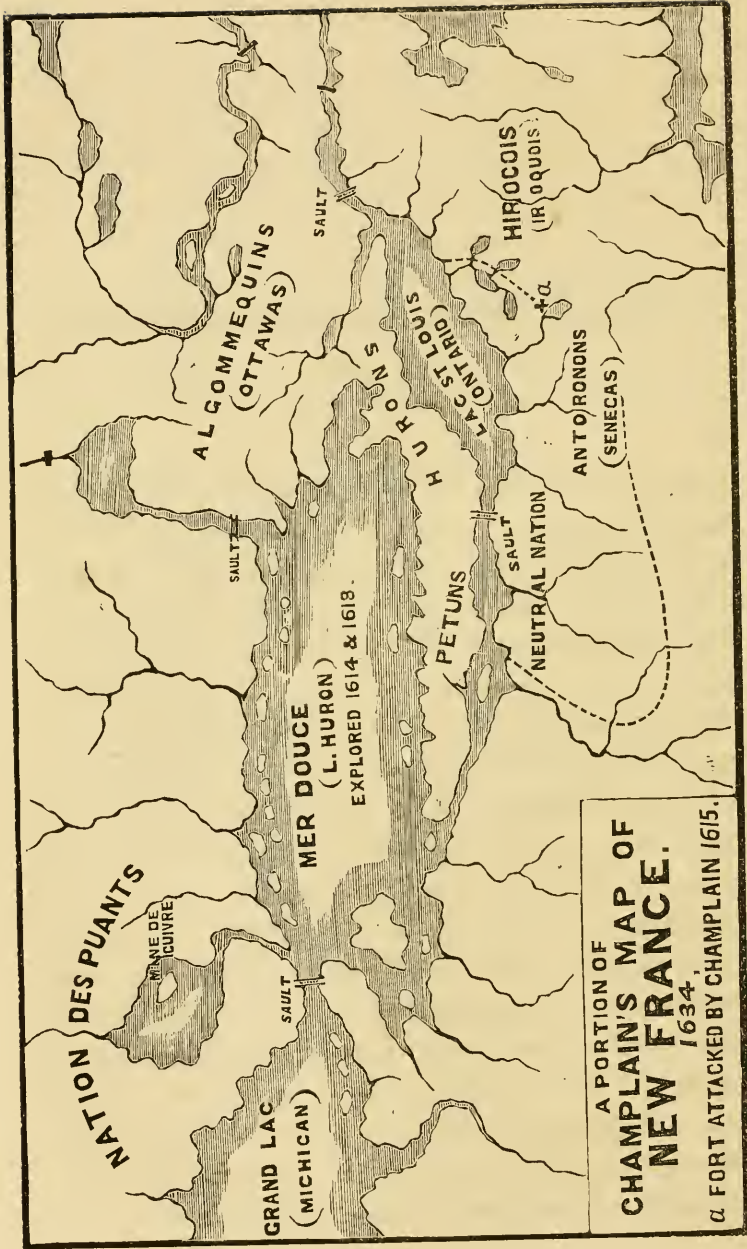 NATION DES PUANTS
MINE DE
CUIVRE
GRAND LAC
(MICHICAN)
SAULT
MER DOUCE
(L. HURON)
EXPLORED 1614 & 1618.
SAULT
ALGOMMEQUINS
(OTTAWAS)
SAULT
HURONS
PETUNS
LAC ST LOUIS
(ONTARIO)
SAULT
NEUTRAL NATION
ANTORONONS
(SENECAS)
HIROCOIS
(IROQUOIS)
a
A PORTION OF
CHAMPLAIN'S MAP OF
NEW FRANCE.
1634,
a FORT ATTACKED BY CHAMPLAIN 1615.